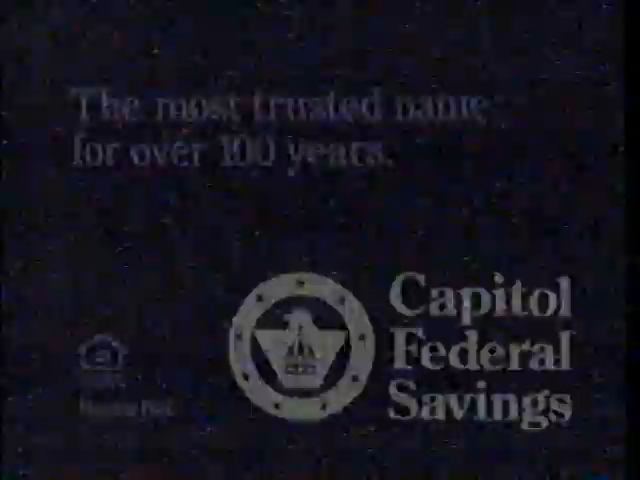 The most trusted name
for over 100 years.
Capitol
Federal
Savings